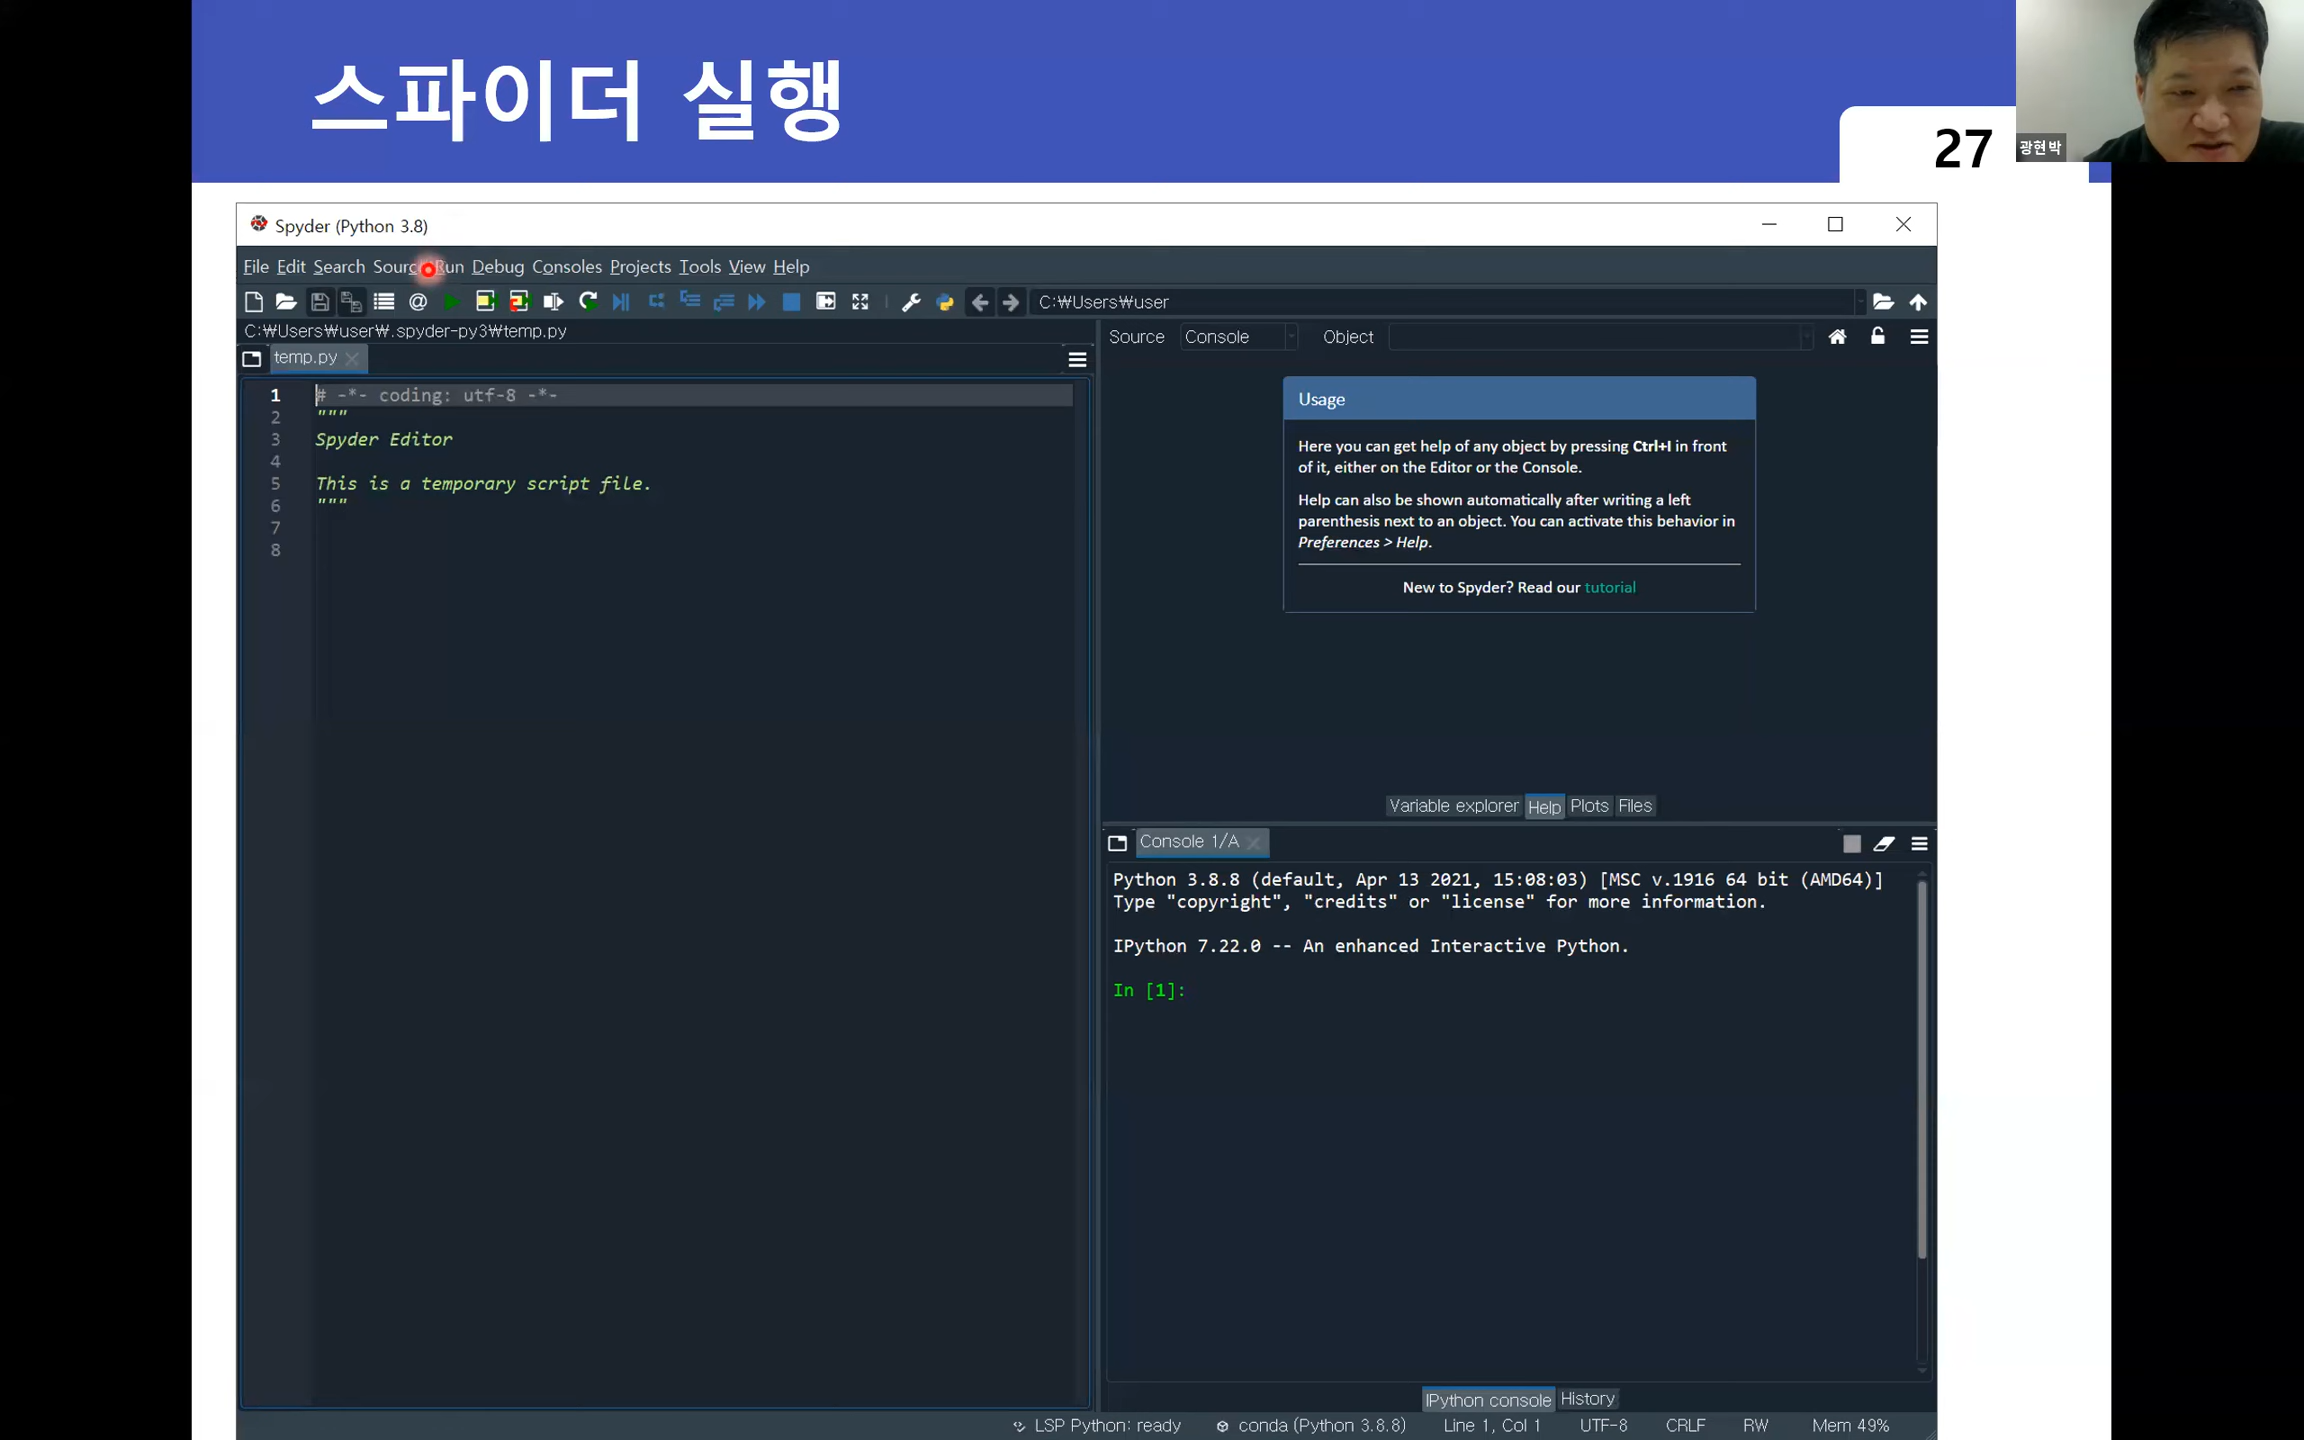 스파이더 실행
27
광현박
Spyder (Python 3.8)
File Edit Search Source Run Debug Consoles Projects Tools View Help
C:₩Users₩user
C:₩Users₩user₩.spyder-py3₩temp.py
Source Console Object
temp.py
1 # -*- coding: utf-8 -*-
2 """
3 Spyder Editor
4
5 This is a temporary script file.
6 """
7
8
Usage
Here you can get help of any object by pressing Ctrl+I in front
of it, either on the Editor or the Console.
Help can also be shown automatically after writing a left
parenthesis next to an object. You can activate this behavior in
Preferences > Help.
New to Spyder? Read our tutorial
Variable explorer Help Plots Files
Console 1/A
Python 3.8.8 (default, Apr 13 2021, 15:08:03) [MSC v.1916 64 bit (AMD64)]
Type "copyright", "credits" or "license" for more information.
IPython 7.22.0 -- An enhanced Interactive Python.
In [1]:
IPython console History
LSP Python: ready conda (Python 3.8.8) Line 1, Col 1 UTF-8 CRLF RW Mem 49%